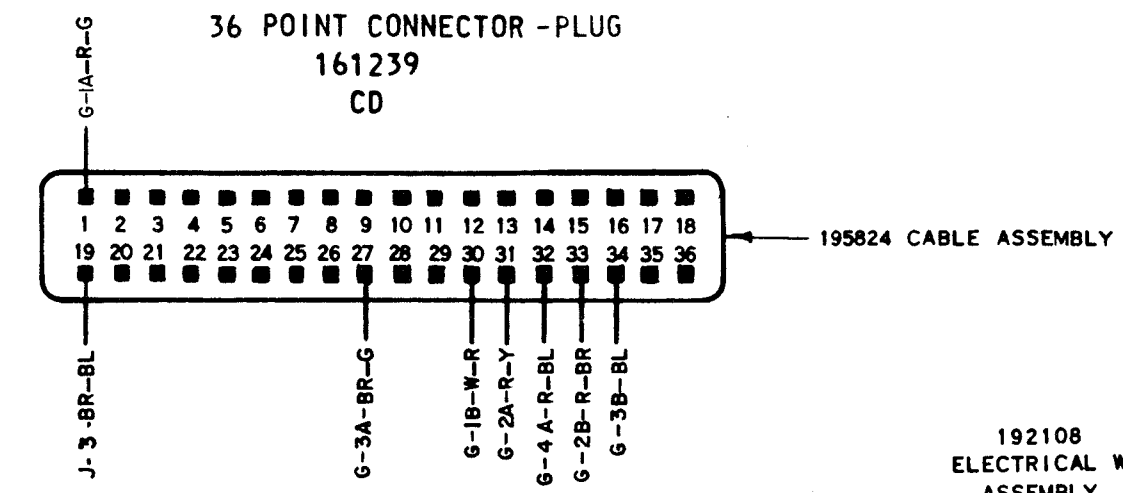 36 POINT CONNECTOR-PLUG
161239
CD
G-1A-R-G
1 2 3 4 5 6 7 8 9 10 11 12 13 14 15 16 17 18
19 20 21 22 23 24 25 26 27 28 29 30 31 32 33 34 35 36
195824 CABLE ASSEMBLY
J-3-BR-BL
G-3A-BR-G
G-1B-W-R
G-2A-R-Y
G-4A-R-BL
G-2B-R-BR
G-3B-BL
192108
ELECTRICAL W
ASSEMBLY